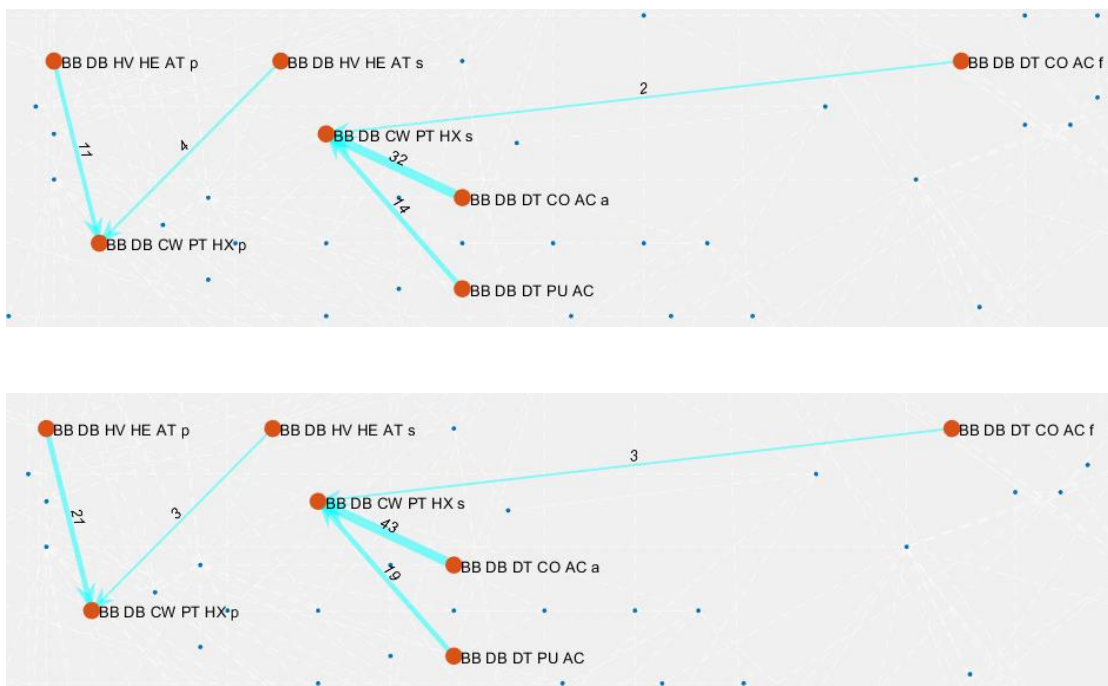 BB DB HV HE AT p
BB DB HV HE AT s
BB DB DT CO AC f
2
11
4
BB DB CW PT HX s
32
BB DB DT CO AC a
14
BB DB CW PT HX p
BB DB DT PU AC
BB DB HV HE AT p
BB DB HV HE AT s
BB DB DT CO AC f
3
21
3
BB DB CW PT HX s
43
BB DB DT CO AC a
19
BB DB CW PT HX p
BB DB DT PU AC